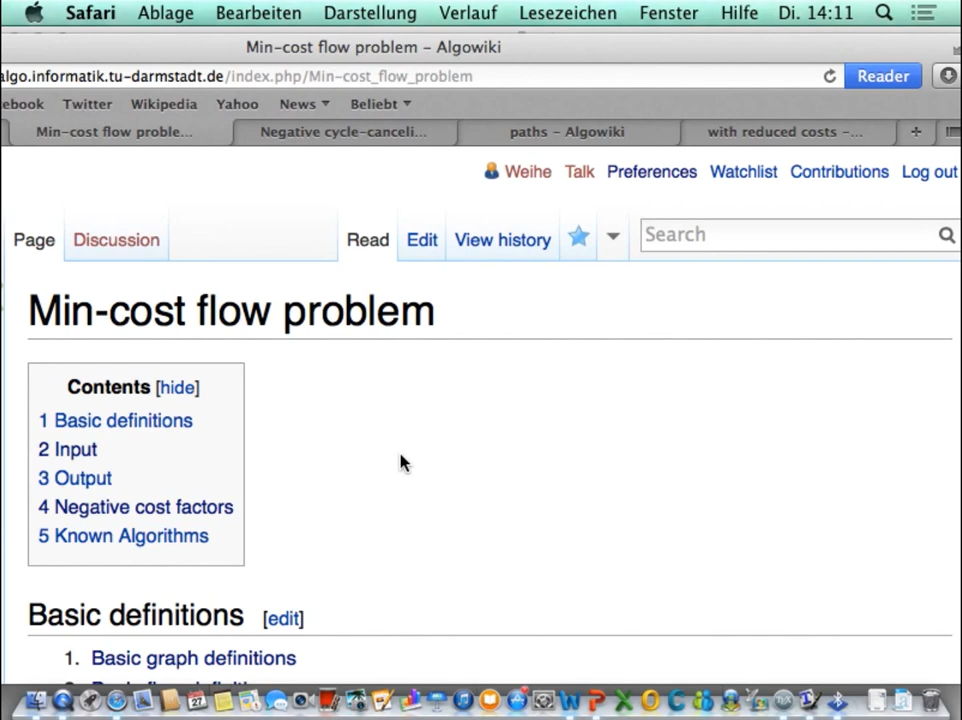 Safari Ablage Bearbeiten Darstellung Verlauf Lesezeichen Fenster Hilfe Di. 14:11
Min-cost flow problem – Algowiki
algo.informatik.tu-darmstadt.de/index.php/Min-cost_flow_problem Reader
ebook Twitter Wikipedia Yahoo News ▾ Beliebt ▾
Min-cost flow proble... Negative cycle-canceli... paths – Algowiki with reduced costs –... +
Weihe Talk Preferences Watchlist Contributions Log out
Page Discussion Read Edit View history Search
Min-cost flow problem
Contents [hide]
1 Basic definitions
2 Input
3 Output
4 Negative cost factors
5 Known Algorithms
Basic definitions [edit]
1. Basic graph definitions